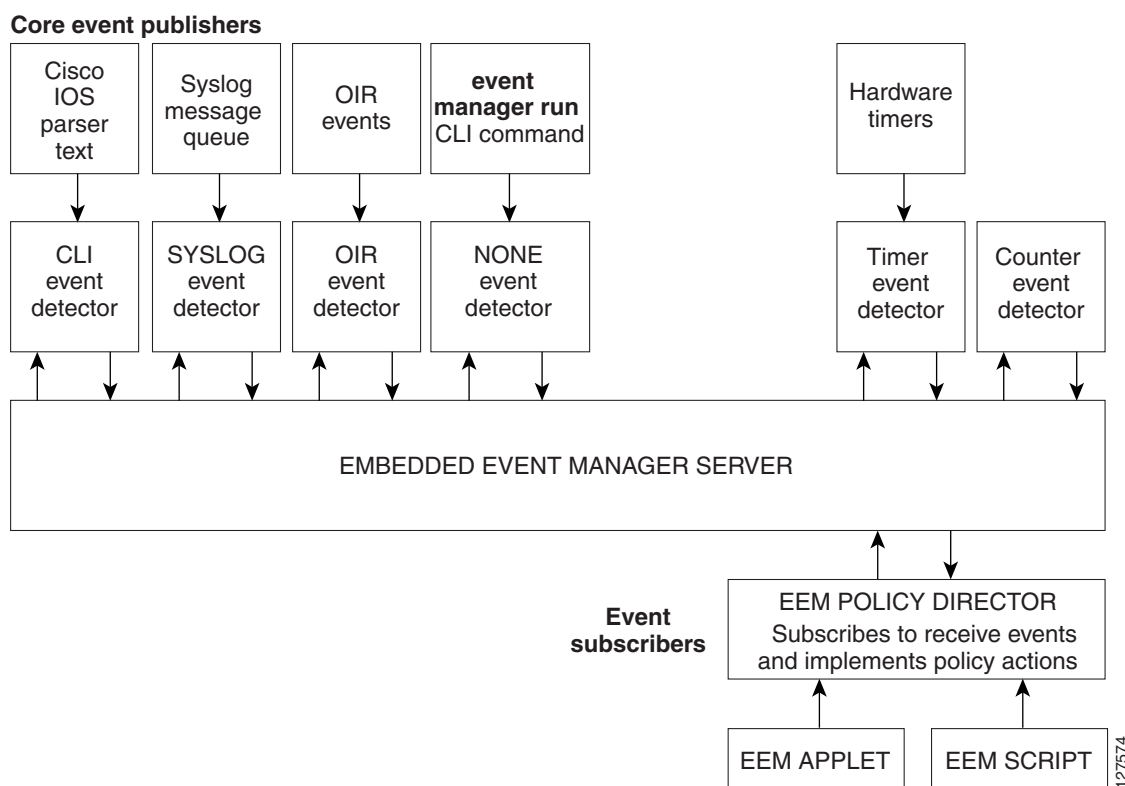 Core event publishers
Cisco
IOS
parser
text
Syslog
message
queue
OIR
events
event
manager run
CLI command
Hardware
timers
CLI
event
detector
SYSLOG
event
detector
OIR
event
detector
NONE
event
detector
Timer
event
detector
Counter
event
detector
EMBEDDED EVENT MANAGER SERVER
Event
subscribers
EEM POLICY DIRECTOR
Subscribes to receive events
and implements policy actions
EEM APPLET
EEM SCRIPT
127574